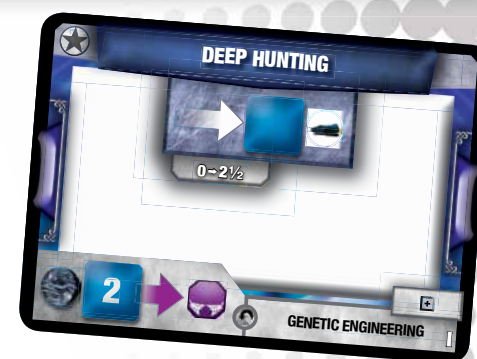 DEEP HUNTING
0-2½
2
GENETIC ENGINEERING
I